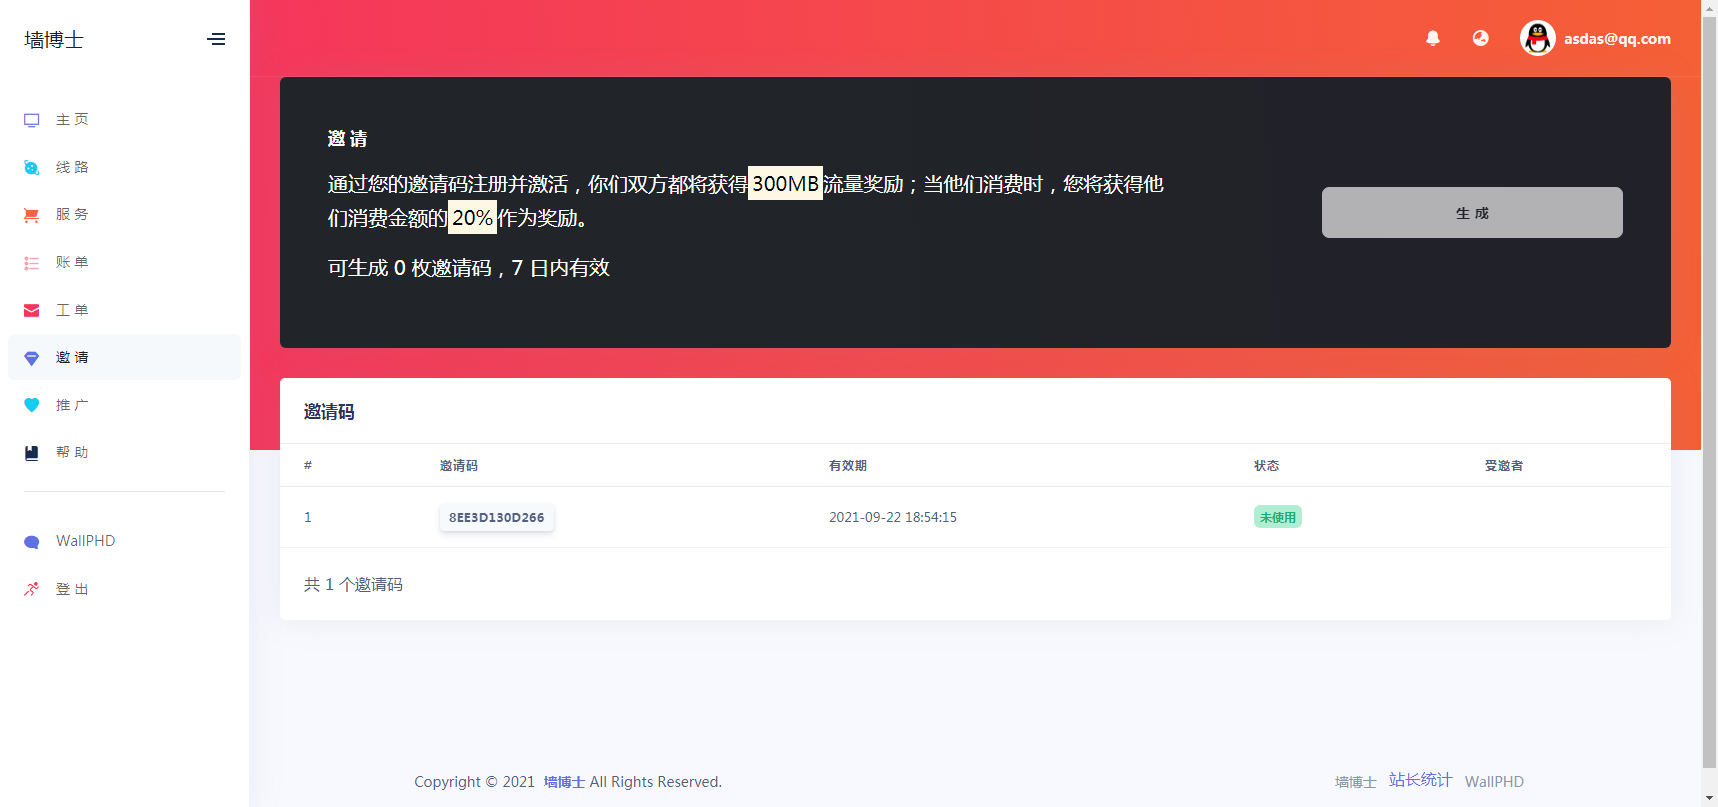 墙博士
asdas@qq.com
主 页
线 路
服 务
账 单
工 单
邀 请
推 广
帮 助
WallPHD
登 出
邀 请
通过您的邀请码注册并激活，你们双方都将获得300MB流量奖励；当他们消费时，您将获得他
们消费金额的20%作为奖励。
可生成 0 枚邀请码，7 日内有效
生 成
邀请码
# 邀请码 有效期 状态 受邀者
1 8EE3D130D266 2021-09-22 18:54:15 未使用
共 1 个邀请码
Copyright © 2021 墙博士 All Rights Reserved.
墙博士 站长统计 WallPHD